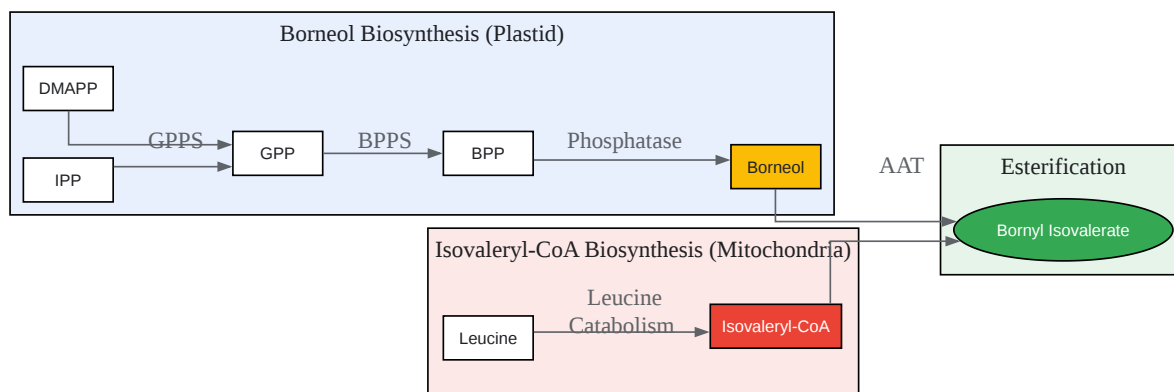 Borneol Biosynthesis (Plastid)
DMAPP
GPPS
GPP
BPPS
BPP
Phosphatase
Borneol
IPP
AAT
Esterification
Bornyl Isovalerate
Isovaleryl-CoA Biosynthesis (Mitochondria)
Leucine
Leucine
Catabolism
Isovaleryl-CoA